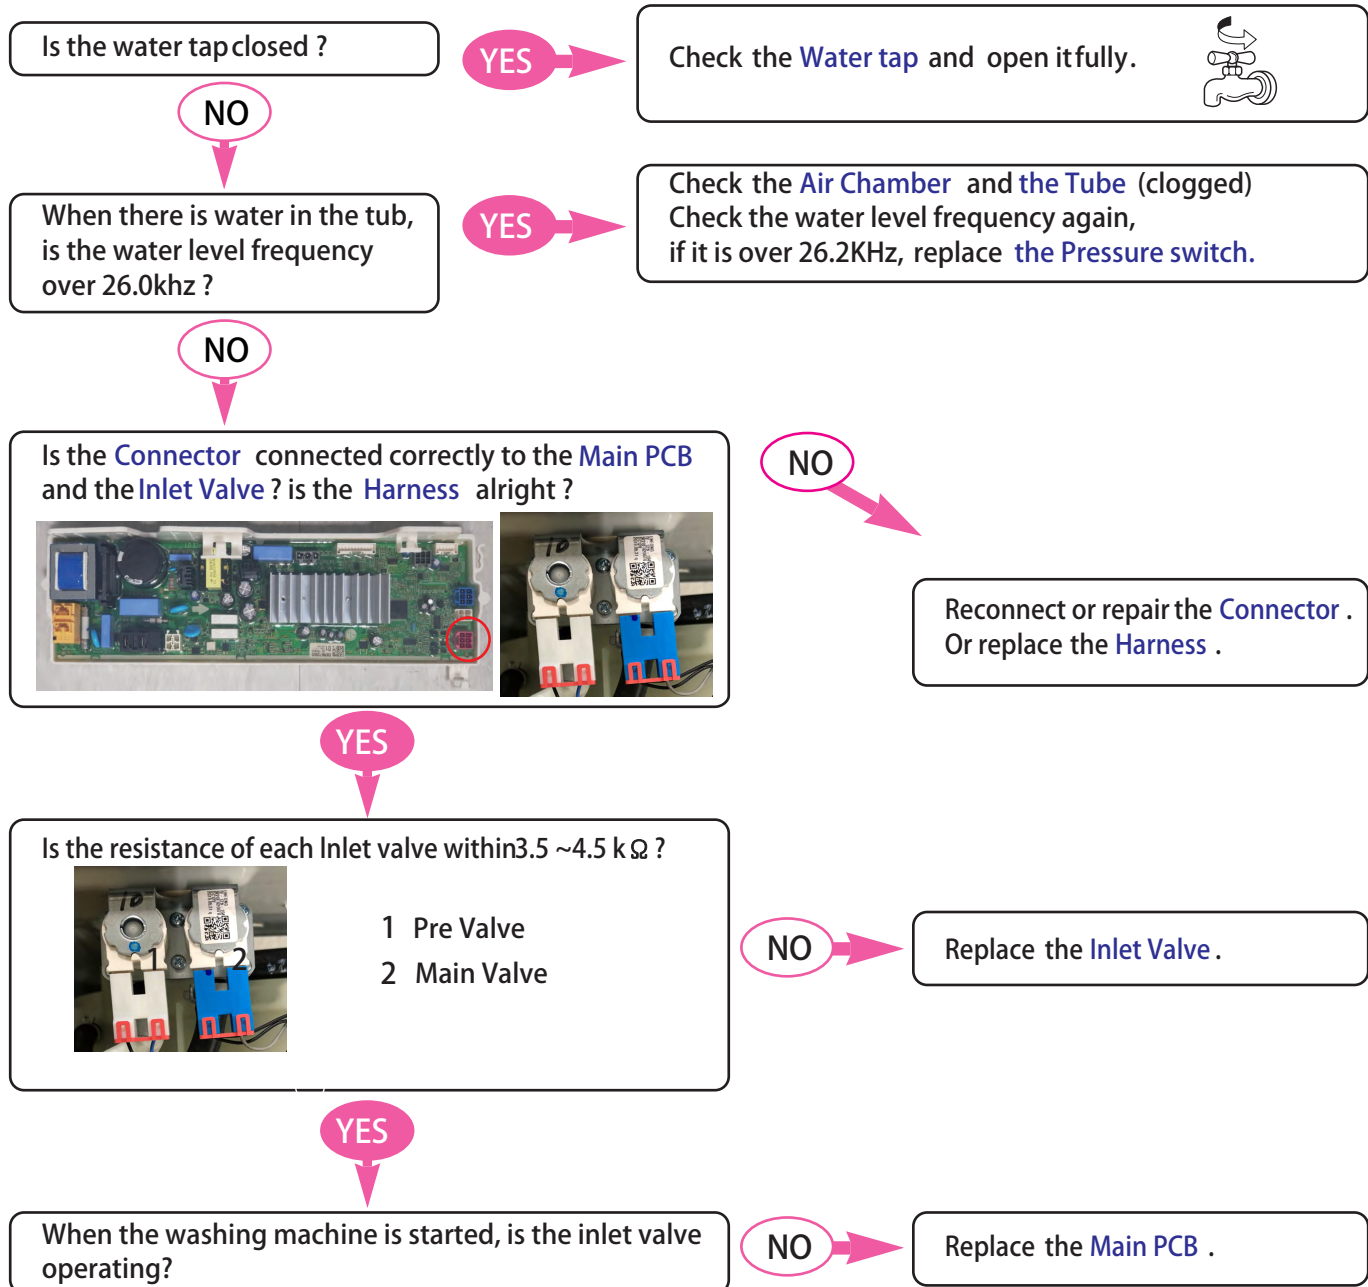 Is the water tap closed ?
YES
Check the Water tap and open it fully.
NO
When there is water in the tub,
is the water level frequency
over 26.0khz ?
YES
Check the Air Chamber and the Tube (clogged)
Check the water level frequency again,
if it is over 26.2KHz, replace the Pressure switch.
NO
Is the Connector connected correctly to the Main PCB
and the Inlet Valve ? is the Harness alright ?
10
NO
Reconnect or repair the Connector .
Or replace the Harness .
YES
Is the resistance of each Inlet valve within 3.5 ~4.5 k Ω ?
10
1
2
1 Pre Valve
2 Main Valve
NO
Replace the Inlet Valve .
YES
When the washing machine is started, is the inlet valve
operating?
NO
Replace the Main PCB .